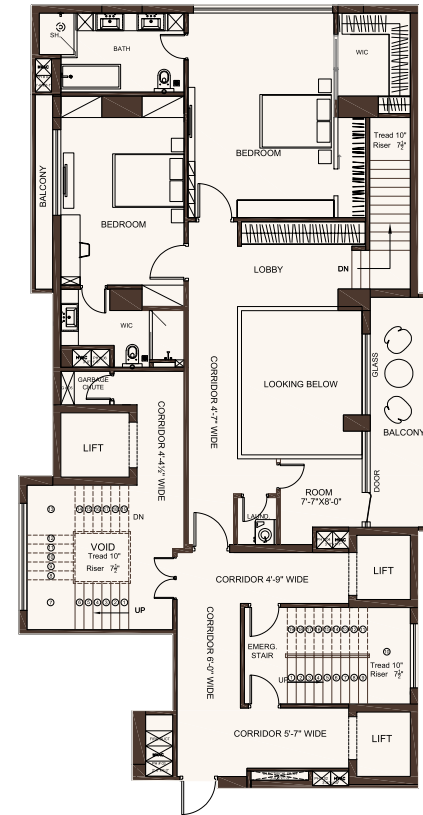 SH.
BATH
WIC
Tread 10"
Riser 7½"
BEDROOM
BALCONY
BEDROOM
LOBBY
DN
WIC
GARBAGE
CHUTE
CORRIDOR 4'-7" WIDE
LOOKING BELOW
GLASS
BALCONY
CORRIDOR 4'-4½" WIDE
LIFT
DOOR
ROOM
7'-7"X8'-0"
LAUND.
DN
VOID
Tread 10"
Riser 7½"
UP
CORRIDOR 4'-9" WIDE
LIFT
CORRIDOR 6'-0" WIDE
EMERG.
STAIR
UP
Tread 10"
Riser 7½"
CORRIDOR 5'-7" WIDE
LIFT